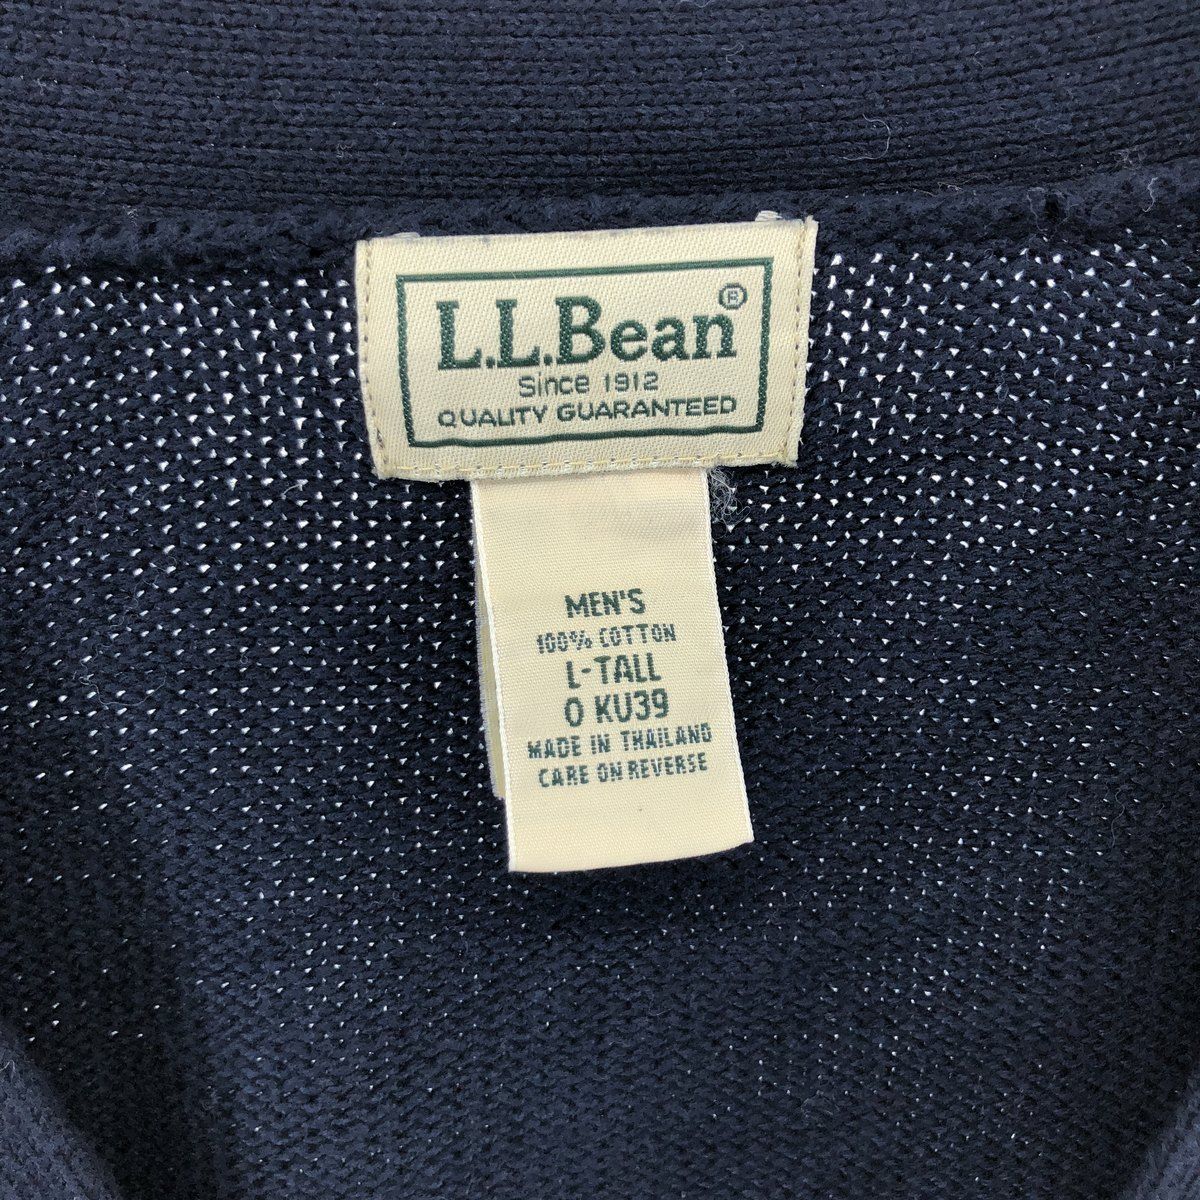 L.L.Bean®
Since 1912
QUALITY GUARANTEED
MEN'S
100% COTTON
L-TALL
0 KU39
MADE IN THAILAND
CARE ON REVERSE